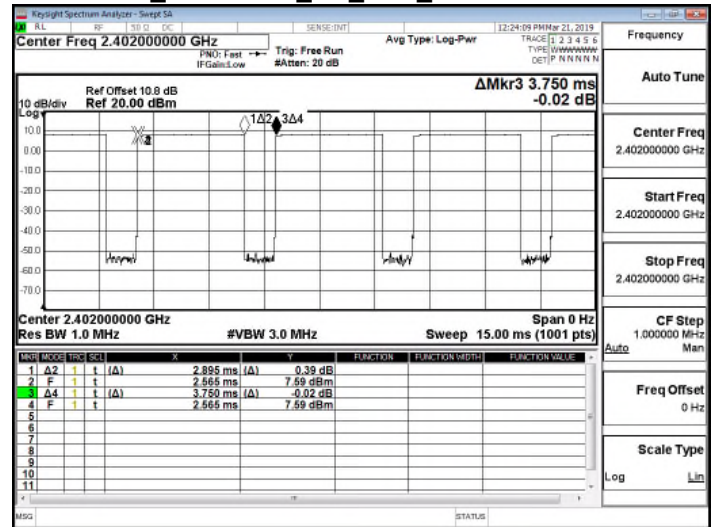 Keysight Spectrum Analyzer - Swept SA
RL RF 50 Ω DC SENSE:INT 12:24:09 PM Mar 21, 2019
Center Freq 2.402000000 GHz
PNO: Fast
IFGain:Low
Trig: Free Run
#Atten: 20 dB
Avg Type: Log-Pwr
TRACE 1 2 3 4 5 6
TYPE WWWWWW
DET P N N N N N
ΔMkr3 3.750 ms
-0.02 dB
Ref Offset 10.8 dB
10 dB/div Ref 20.00 dBm
Log
10.0
0.00
-10.0
-20.0
-30.0
-40.0
-50.0
-60.0
-70.0
1Δ2 3Δ4
Center 2.402000000 GHz Span 0 Hz
Res BW 1.0 MHz #VBW 3.0 MHz Sweep 15.00 ms (1001 pts)
MKR MODE TRC SCL X Y FUNCTION FUNCTION WIDTH FUNCTION VALUE
1 Δ2 1 t (Δ) 2.895 ms (Δ) 0.39 dB
2 F 1 t 2.565 ms 7.59 dBm
3 Δ4 1 t (Δ) 3.750 ms (Δ) -0.02 dB
4 F 1 t 2.565 ms 7.59 dBm
5
6
7
8
9
10
11
MSG STATUS
Frequency
Auto Tune
Center Freq
2.402000000 GHz
Start Freq
2.402000000 GHz
Stop Freq
2.402000000 GHz
CF Step
1.000000 MHz
Auto Man
Freq Offset
0 Hz
Scale Type
Log Lin